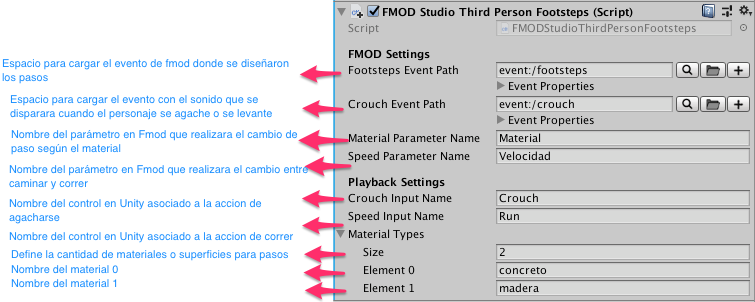 FMOD Studio Third Person Footsteps (Script)
Script
FMODStudioThirdPersonFootsteps
FMOD Settings
Espacio para cargar el evento de fmod donde se diseñaron
los pasos
Footsteps Event Path
event:/footsteps
Event Properties
Espacio para cargar el evento con el sonido que se
disparara cuando el personaje se agache o se levante
Crouch Event Path
event:/crouch
Event Properties
Nombre del parámetro en Fmod que realizara el cambio de
paso según el material
Material Parameter Name
Material
Nombre del parámetro en Fmod que realizara el cambio entre
caminar y correr
Speed Parameter Name
Velocidad
Playback Settings
Nombre del control en Unity asociado a la accion de
agacharse
Crouch Input Name
Crouch
Nombre del control en Unity asociado a la accion de correr
Speed Input Name
Run
Material Types
Define la cantidad de materiales o superficies para pasos
Size
2
Nombre del material 0
Element 0
concreto
Nombre del material 1
Element 1
madera